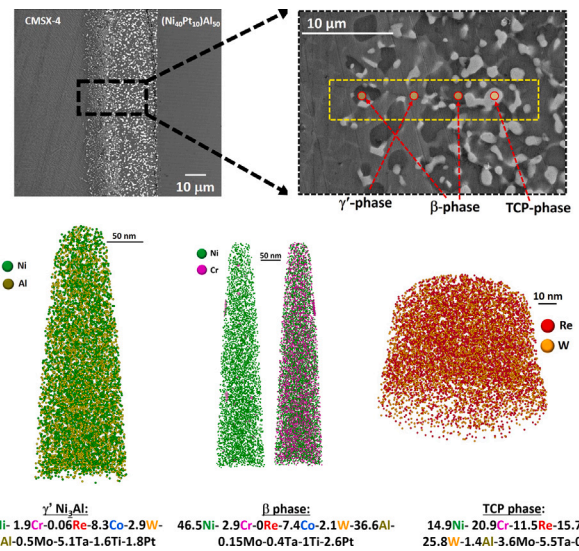 CMSX-4
(Ni40Pt10)Al50
10 μm
10 μm
γ'-phase
β-phase
TCP-phase
50 nm
Ni
Al
Ni
Cr
50 nm
10 nm
Re
W
γ' Ni3Al:
Ni- 1.9Cr-0.06Re-8.3Co-2.9W-
Al-0.5Mo-5.1Ta-1.6Ti-1.8Pt
β phase:
46.5Ni- 2.9Cr-0Re-7.4Co-2.1W-36.6Al-
0.15Mo-0.4Ta-1Ti-2.6Pt
TCP phase:
14.9Ni- 20.9Cr-11.5Re-15.7
25.8W-1.4Al-3.6Mo-5.5Ta-0